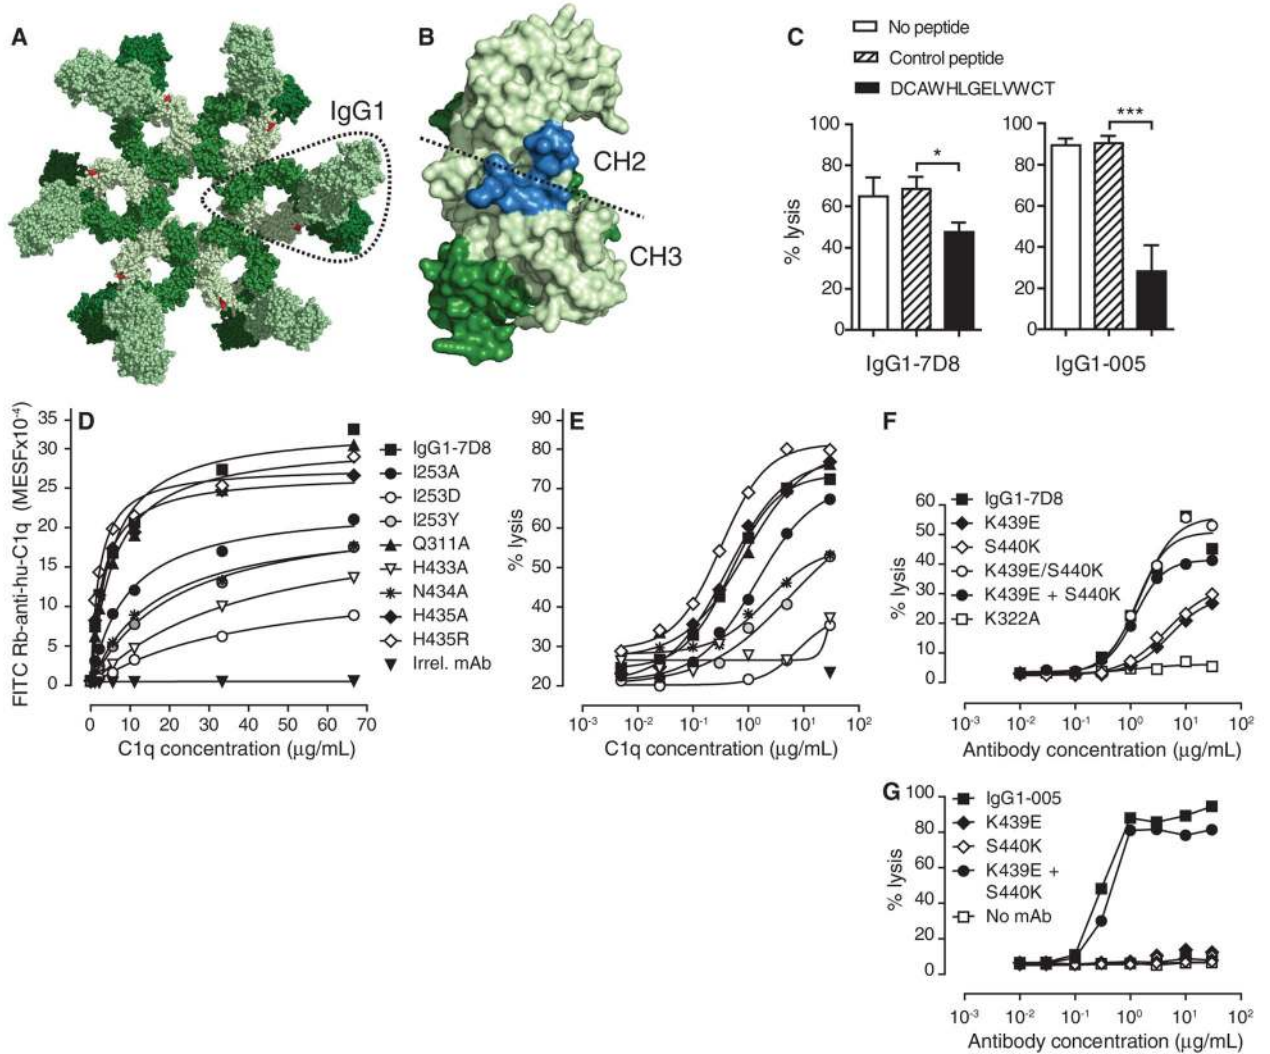 A
IgG1
B
CH2
CH3
C
No peptide
Control peptide
DCAWHLGELVWCT
% lysis
100
80
60
40
20
0
*
IgG1-7D8
100
80
60
40
20
0
***
IgG1-005
D
FITC Rb-anti-hu-C1q (MESFx10⁻⁴)
35
30
25
20
15
10
5
0
0 10 20 30 40 50 60 70
C1q concentration (μg/mL)
IgG1-7D8
I253A
I253D
I253Y
Q311A
H433A
N434A
H435A
H435R
Irrel. mAb
E
% lysis
90
80
70
60
50
40
30
20
10⁻³ 10⁻² 10⁻¹ 10⁰ 10¹ 10²
C1q concentration (μg/mL)
F
% lysis
60
50
40
30
20
10
0
IgG1-7D8
K439E
S440K
K439E/S440K
K439E + S440K
K322A
10⁻³ 10⁻² 10⁻¹ 10⁰ 10¹ 10²
Antibody concentration (μg/mL)
G
% lysis
100
80
60
40
20
0
IgG1-005
K439E
S440K
K439E +
S440K
No mAb
10⁻³ 10⁻² 10⁻¹ 10⁰ 10¹ 10²
Antibody concentration (μg/mL)